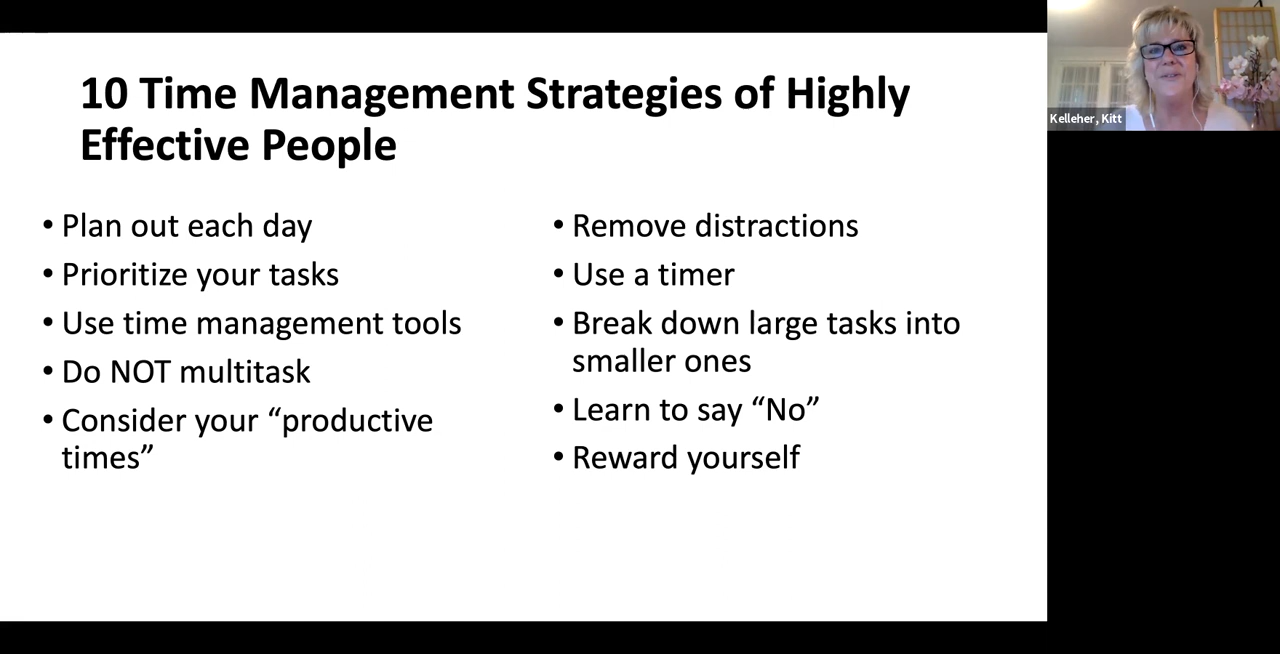 10 Time Management Strategies of Highly
Effective People
• Plan out each day
• Prioritize your tasks
• Use time management tools
• Do NOT multitask
• Consider your “productive
times”
• Remove distractions
• Use a timer
• Break down large tasks into
smaller ones
• Learn to say “No”
• Reward yourself
Kelleher, Kitt